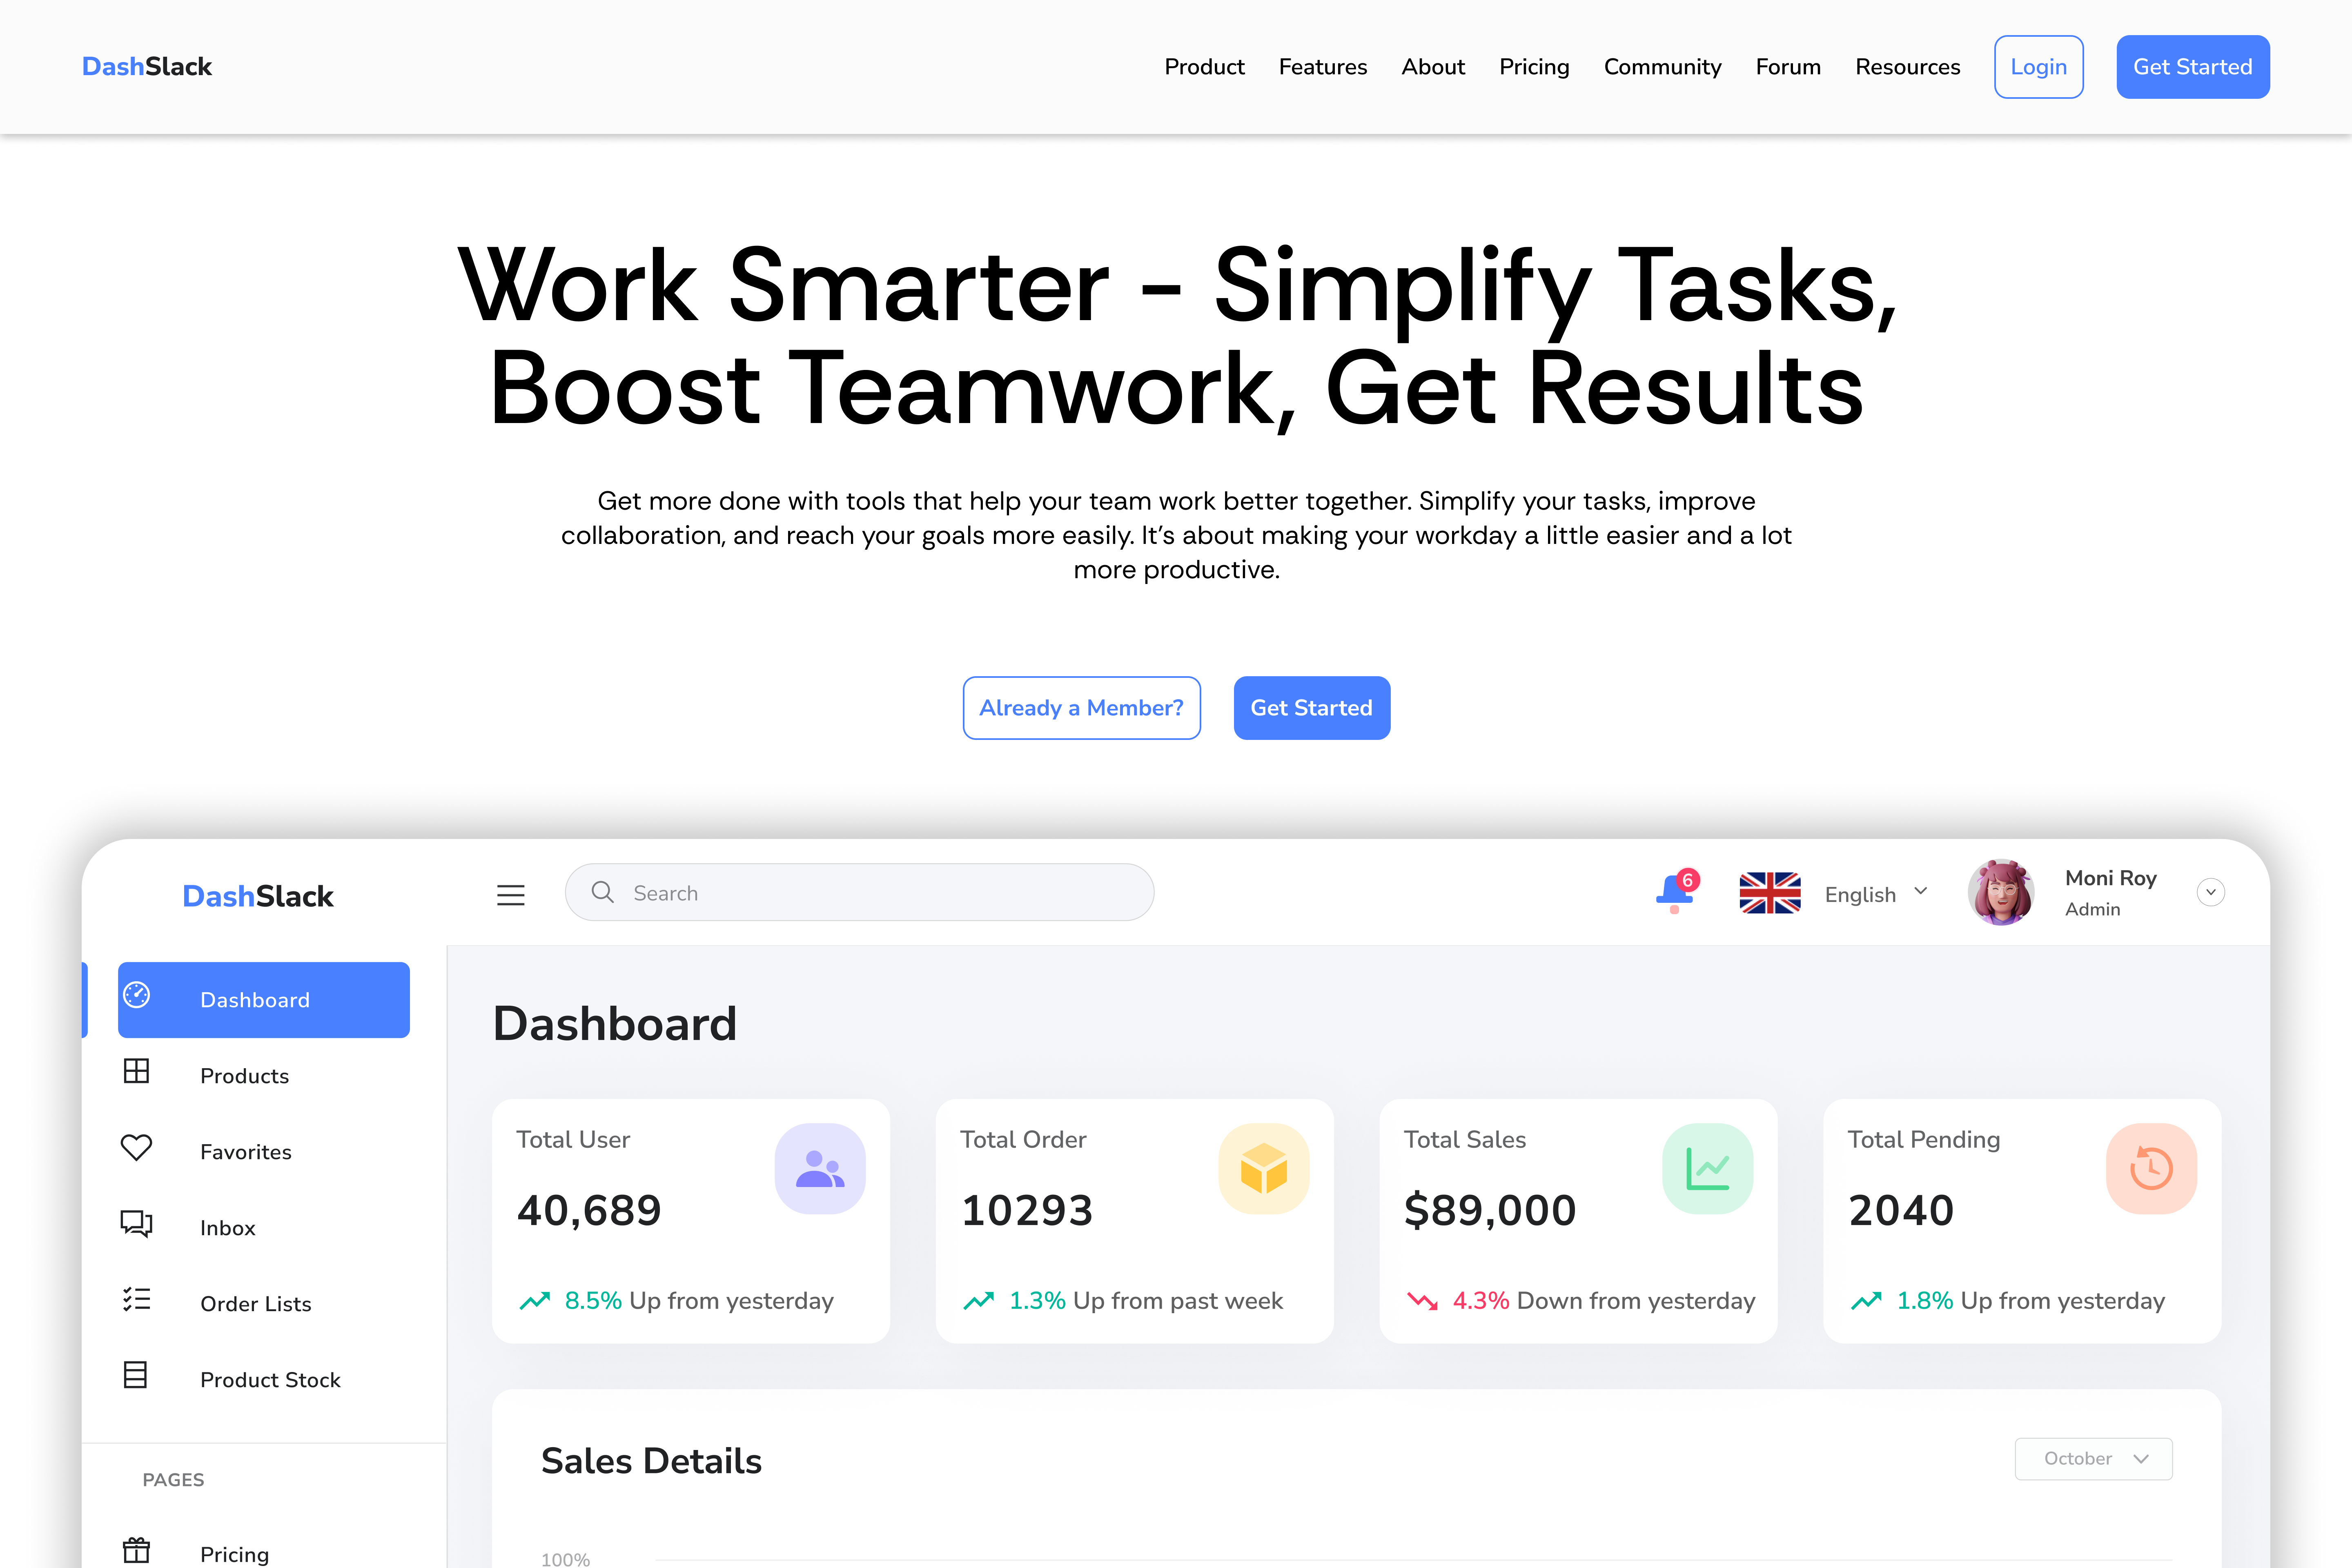 DashSlack
Product Features About Pricing Community Forum Resources Login Get Started
Work Smarter - Simplify Tasks,
Boost Teamwork, Get Results
Get more done with tools that help your team work better together. Simplify your tasks, improve
collaboration, and reach your goals more easily. It's about making your workday a little easier and a lot
more productive.
Already a Member? Get Started
DashSlack
Search
6
English
Moni Roy
Admin
Dashboard
Products
Favorites
Inbox
Order Lists
Product Stock
PAGES
Pricing
Dashboard
Total User
40,689
8.5% Up from yesterday
Total Order
10293
1.3% Up from past week
Total Sales
$89,000
4.3% Down from yesterday
Total Pending
2040
1.8% Up from yesterday
Sales Details
October
100%